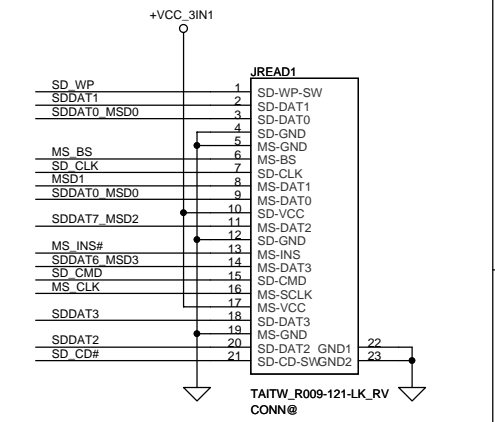 +VCC_3IN1
JREAD1
SD_WP 1 SD-WP-SW
SDDAT1 2 SD-DAT1
SDDAT0_MSD0 3 SD-DAT0
4 SD-GND
5 MS-GND
MS_BS 6 MS-BS
SD_CLK 7 SD-CLK
MSD1 8 MS-DAT1
SDDAT0_MSD0 9 MS-DAT0
10 SD-VCC
SDDAT7_MSD2 11 MS-DAT2
12 SD-GND
MS_INS# 13 MS-INS
SDDAT6_MSD3 14 MS-DAT3
SD_CMD 15 SD-CMD
MS_CLK 16 MS-SCLK
17 MS-VCC
SDDAT3 18 SD-DAT3
19 MS-GND
SDDAT2 20 SD-DAT2 GND1 22
SD_CD# 21 SD-CD-SWGND2 23
TAITW_R009-121-LK_RV
CONN@